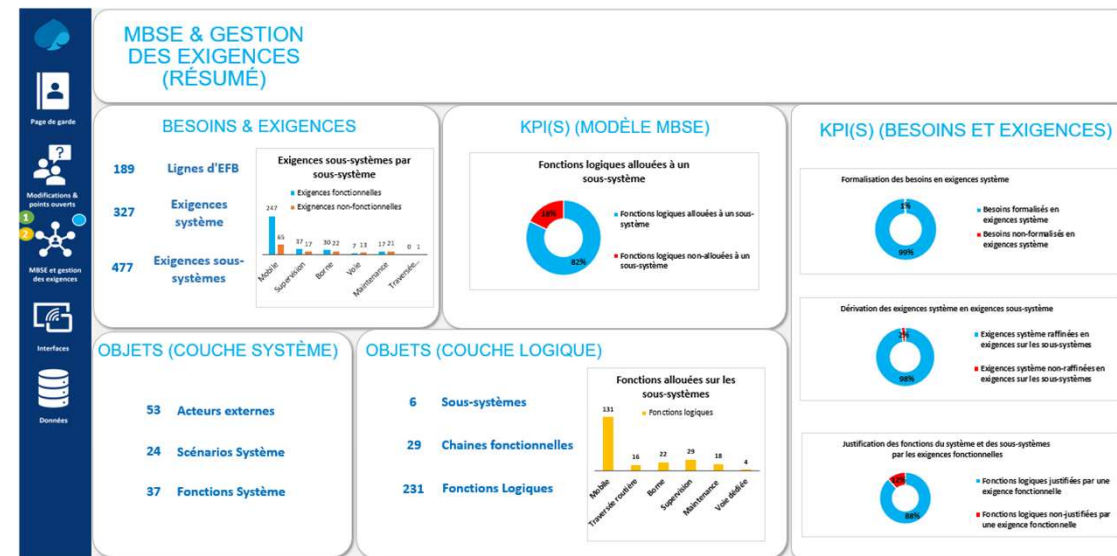 Page de garde
Modifications &
points ouverts
1
2
MBSE et gestion
des exigences
Interfaces
Données
MBSE & GESTION
DES EXIGENCES
(RÉSUMÉ)
BESOINS & EXIGENCES
189 Lignes d'EFB
327 Exigences
système
477 Exigences sous-
systèmes
Exigences sous-systèmes par
sous-système
Exigences fonctionnelles
Exignences non-fonctionnelles
247 65 37 17 30 22 7 13 17 21 0 1
Mobile
Supervision
Borne
Voie
Maintenance
Traversée...
KPI(S) (MODÈLE MBSE)
Fonctions logiques allouées à un
sous-système
18%
82%
Fonctions logiques allouées à un sous-
système
Fonctions logiques non-allouées à un
sous-système
KPI(S) (BESOINS ET EXIGENCES)
Formalisation des besoins en exigences système
1%
99%
Besoins formalisés en
exigences système
Besoins non-formalisés en
exigences système
Dérivation des exigences système en exigences sous-système
2%
98%
Exigences système raffinées en
exigences sur les sous-systèmes
Exigences système non-raffinées en
exigences sur les sous-systèmes
Justification des fonctions du système et des sous-systèmes
par les exigences fonctionnelles
12%
88%
Fonctions logiques justifiées par une
exigence fonctionnelle
Fonctions logiques non-justifiées par
une exigence fonctionnelle
OBJETS (COUCHE SYSTÈME)
53 Acteurs externes
24 Scénarios Système
37 Fonctions Système
OBJETS (COUCHE LOGIQUE)
6 Sous-systèmes
29 Chaines fonctionnelles
231 Fonctions Logiques
Fonctions allouées sur les
sous-systèmes
Fonctions logiques
131 16 22 29 18 4
Mobile
Traversée routière
Borne
Supervision
Maintenance
Voie dédiée